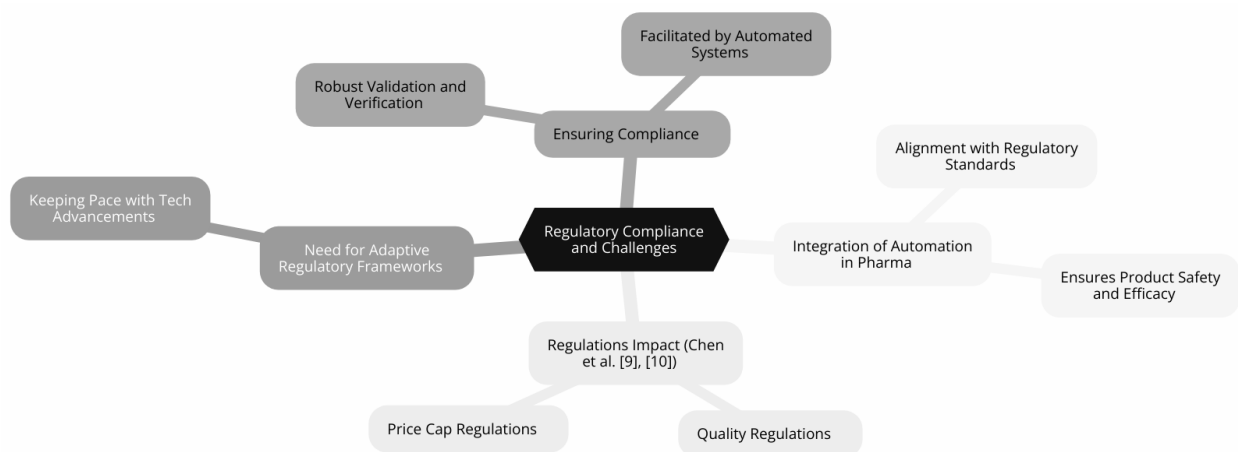 Facilitated by Automated
Systems
Robust Validation and
Verification
Ensuring Compliance
Alignment with Regulatory
Standards
Keeping Pace with Tech
Advancements
Need for Adaptive
Regulatory Frameworks
Regulatory Compliance
and Challenges
Integration of Automation
in Pharma
Ensures Product Safety
and Efficacy
Regulations Impact (Chen
et al. [9], [10])
Price Cap Regulations
Quality Regulations